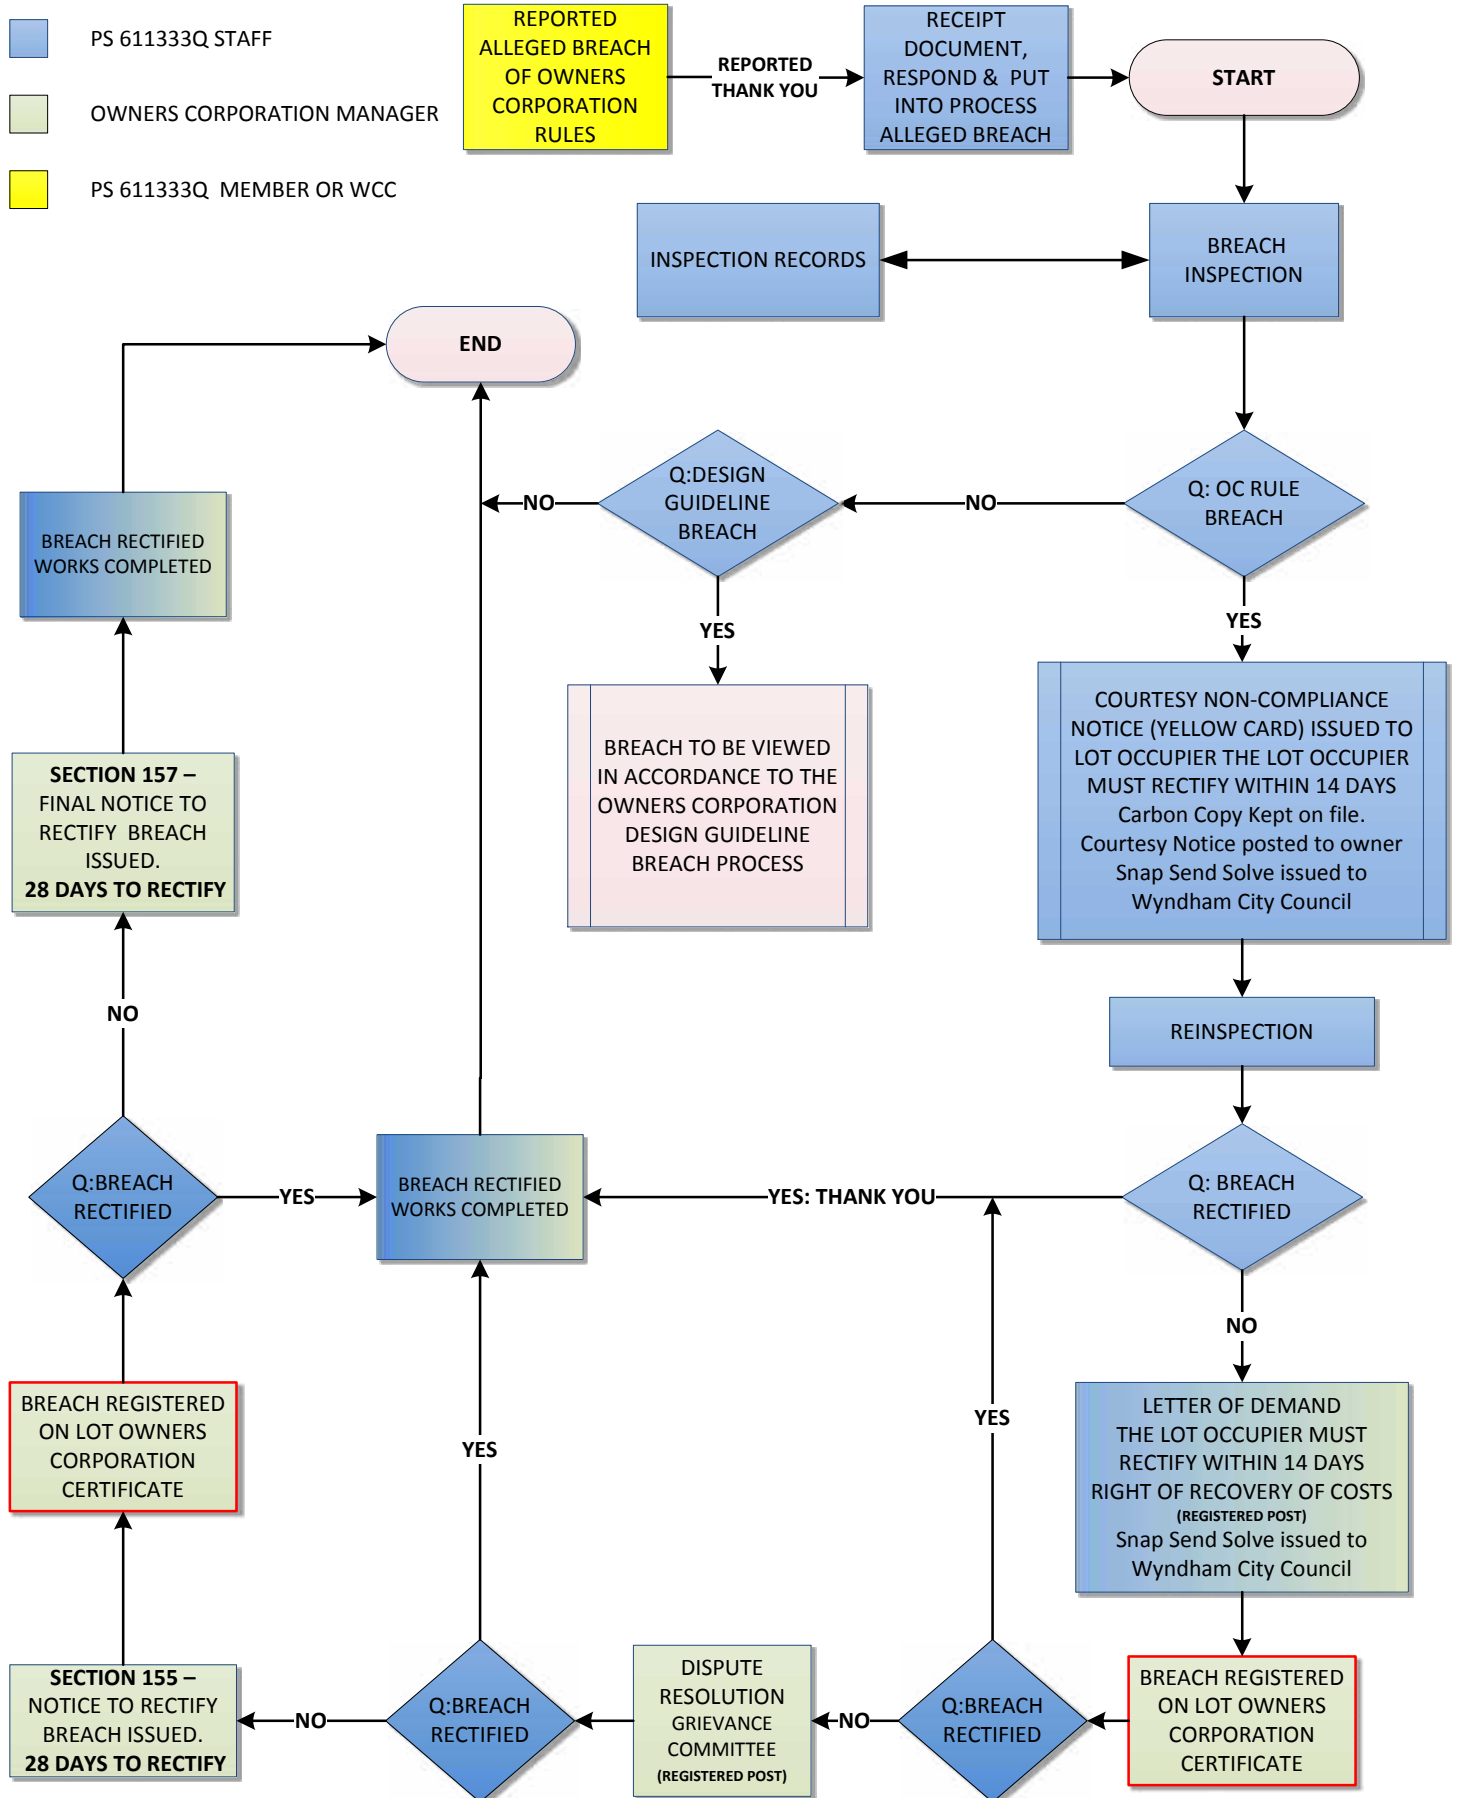 PS 611333Q STAFF
OWNERS CORPORATION MANAGER
PS 611333Q MEMBER OR WCC
REPORTED
ALLEGED BREACH
OF OWNERS
CORPORATION
RULES
REPORTED
THANK YOU
RECEIPT
DOCUMENT,
RESPOND & PUT
INTO PROCESS
ALLEGED BREACH
START
INSPECTION RECORDS
BREACH
INSPECTION
END
Q:DESIGN
GUIDELINE
BREACH
NO
NO
Q: OC RULE
BREACH
BREACH RECTIFIED
WORKS COMPLETED
YES
YES
BREACH TO BE VIEWED
IN ACCORDANCE TO THE
OWNERS CORPORATION
DESIGN GUIDELINE
BREACH PROCESS
COURTESY NON-COMPLIANCE
NOTICE (YELLOW CARD) ISSUED TO
LOT OCCUPIER THE LOT OCCUPIER
MUST RECTIFY WITHIN 14 DAYS
Carbon Copy Kept on file.
Courtesy Notice posted to owner
Snap Send Solve issued to
Wyndham City Council
SECTION 157 –
FINAL NOTICE TO
RECTIFY BREACH
ISSUED.
28 DAYS TO RECTIFY
NO
REINSPECTION
Q:BREACH
RECTIFIED
YES
BREACH RECTIFIED
WORKS COMPLETED
YES: THANK YOU
Q: BREACH
RECTIFIED
NO
BREACH REGISTERED
ON LOT OWNERS
CORPORATION
CERTIFICATE
YES
YES
LETTER OF DEMAND
THE LOT OCCUPIER MUST
RECTIFY WITHIN 14 DAYS
RIGHT OF RECOVERY OF COSTS
(REGISTERED POST)
Snap Send Solve issued to
Wyndham City Council
SECTION 155 –
NOTICE TO RECTIFY
BREACH ISSUED.
28 DAYS TO RECTIFY
NO
Q:BREACH
RECTIFIED
DISPUTE
RESOLUTION
GRIEVANCE
COMMITTEE
(REGISTERED POST)
NO
Q:BREACH
RECTIFIED
BREACH REGISTERED
ON LOT OWNERS
CORPORATION
CERTIFICATE